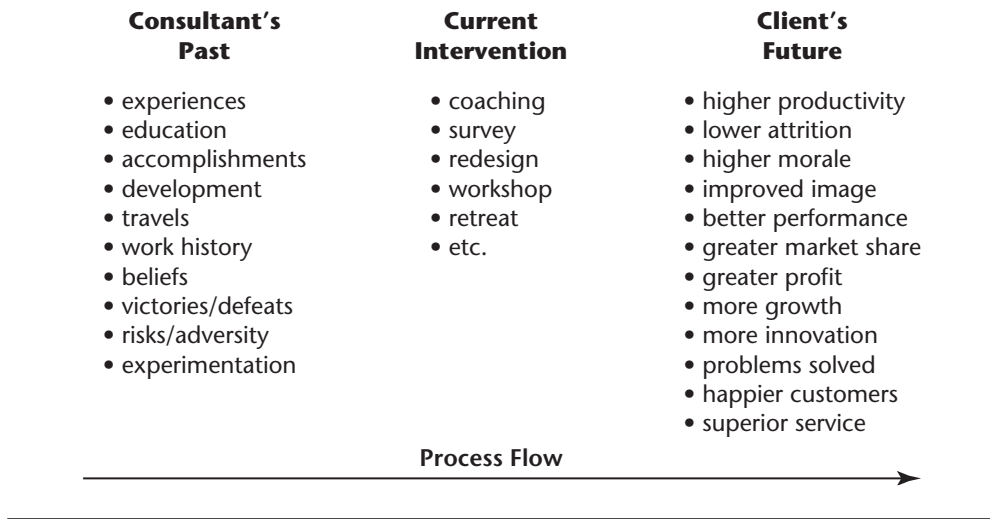 Consultant's
Past
• experiences
• education
• accomplishments
• development
• travels
• work history
• beliefs
• victories/defeats
• risks/adversity
• experimentation
Current
Intervention
• coaching
• survey
• redesign
• workshop
• retreat
• etc.
Client's
Future
• higher productivity
• lower attrition
• higher morale
• improved image
• better performance
• greater market share
• greater profit
• more growth
• more innovation
• problems solved
• happier customers
• superior service
Process Flow